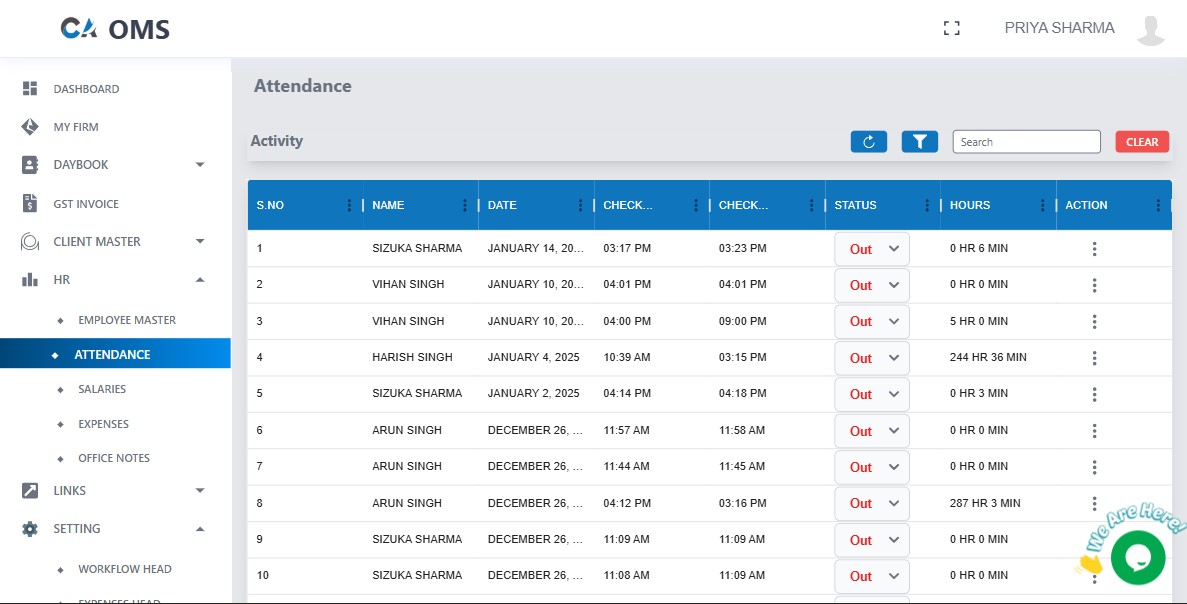 CA OMS
PRIYA SHARMA
DASHBOARD
MY FIRM
DAYBOOK
GST INVOICE
CLIENT MASTER
HR
EMPLOYEE MASTER
ATTENDANCE
SALARIES
EXPENSES
OFFICE NOTES
LINKS
SETTING
WORKFLOW HEAD
EXPENSES HEAD
Attendance
Activity
Search
CLEAR
S.NO NAME DATE CHECK... CHECK... STATUS HOURS ACTION
1 SIZUKA SHARMA JANUARY 14, 20... 03:17 PM 03:23 PM Out 0 HR 6 MIN
2 VIHAN SINGH JANUARY 10, 20... 04:01 PM 04:01 PM Out 0 HR 0 MIN
3 VIHAN SINGH JANUARY 10, 20... 04:00 PM 09:00 PM Out 5 HR 0 MIN
4 HARISH SINGH JANUARY 4, 2025 10:39 AM 03:15 PM Out 244 HR 36 MIN
5 SIZUKA SHARMA JANUARY 2, 2025 04:14 PM 04:18 PM Out 0 HR 3 MIN
6 ARUN SINGH DECEMBER 26, ... 11:57 AM 11:58 AM Out 0 HR 0 MIN
7 ARUN SINGH DECEMBER 26, ... 11:44 AM 11:45 AM Out 0 HR 0 MIN
8 ARUN SINGH DECEMBER 26, ... 04:12 PM 03:16 PM Out 287 HR 3 MIN
9 SIZUKA SHARMA DECEMBER 26, ... 11:09 AM 11:09 AM Out 0 HR 0 MIN
10 SIZUKA SHARMA DECEMBER 26, ... 11:08 AM 11:09 AM Out 0 HR 0 MIN
We Are Here!